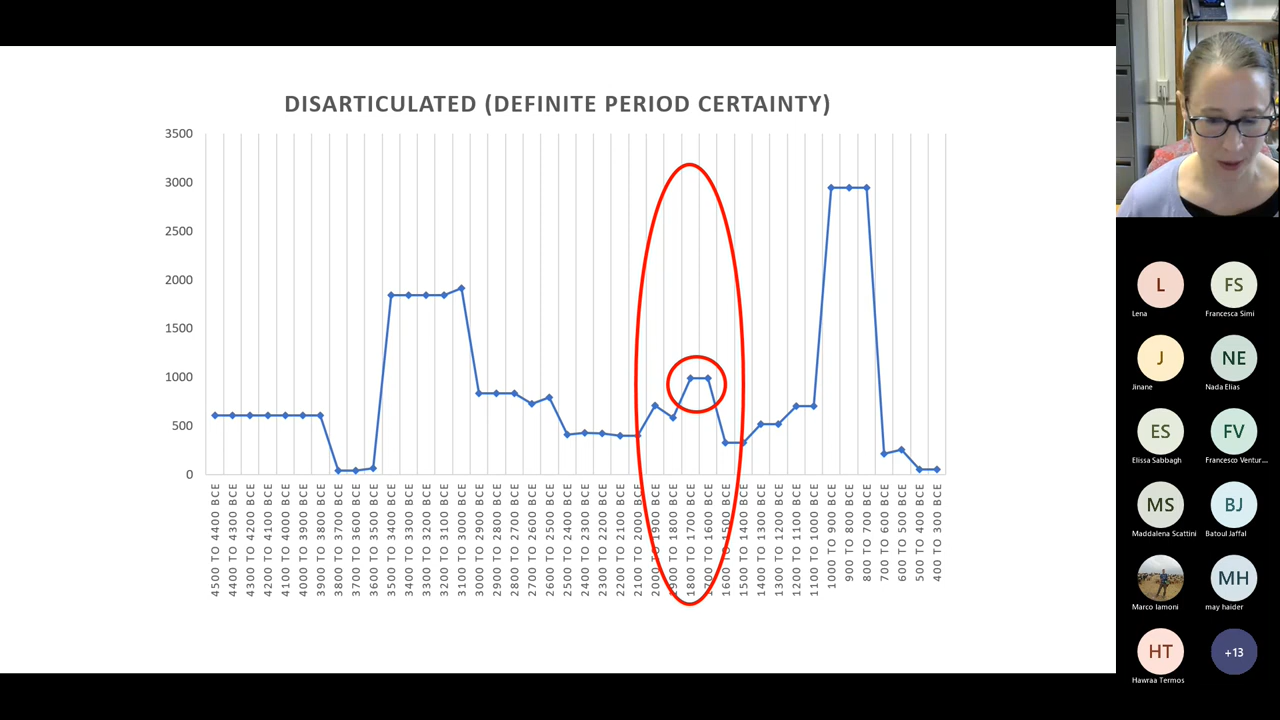 DISARTICULATED (DEFINITE PERIOD CERTAINTY)
3500
3000
2500
2000
1500
1000
500
0
4500 TO 4400 BCE
4400 TO 4300 BCE
4300 TO 4200 BCE
4200 TO 4100 BCE
4100 TO 4000 BCE
4000 TO 3900 BCE
3900 TO 3800 BCE
3800 TO 3700 BCE
3700 TO 3600 BCE
3600 TO 3500 BCE
3500 TO 3400 BCE
3400 TO 3300 BCE
3300 TO 3200 BCE
3200 TO 3100 BCE
3100 TO 3000 BCE
3000 TO 2900 BCE
2900 TO 2800 BCE
2800 TO 2700 BCE
2700 TO 2600 BCE
2600 TO 2500 BCE
2500 TO 2400 BCE
2400 TO 2300 BCE
2300 TO 2200 BCE
2200 TO 2100 BCE
2100 TO 2000 BCE
2000 TO 1900 BCE
1900 TO 1800 BCE
1800 TO 1700 BCE
1700 TO 1600 BCE
1600 TO 1500 BCE
1500 TO 1400 BCE
1400 TO 1300 BCE
1300 TO 1200 BCE
1200 TO 1100 BCE
1100 TO 1000 BCE
1000 TO 900 BCE
900 TO 800 BCE
800 TO 700 BCE
700 TO 600 BCE
600 TO 500 BCE
500 TO 400 BCE
400 TO 300 BCE
L
FS
Lena
Francesca Simi
J
NE
Jinane
Nada Elias
ES
FV
Elissa Sabbagh
Francesco Ventur...
MS
BJ
Maddalena Scattini
Batoul Jaffal
MH
Marco Iamoni
may haider
HT
+13
Hawraa Termos